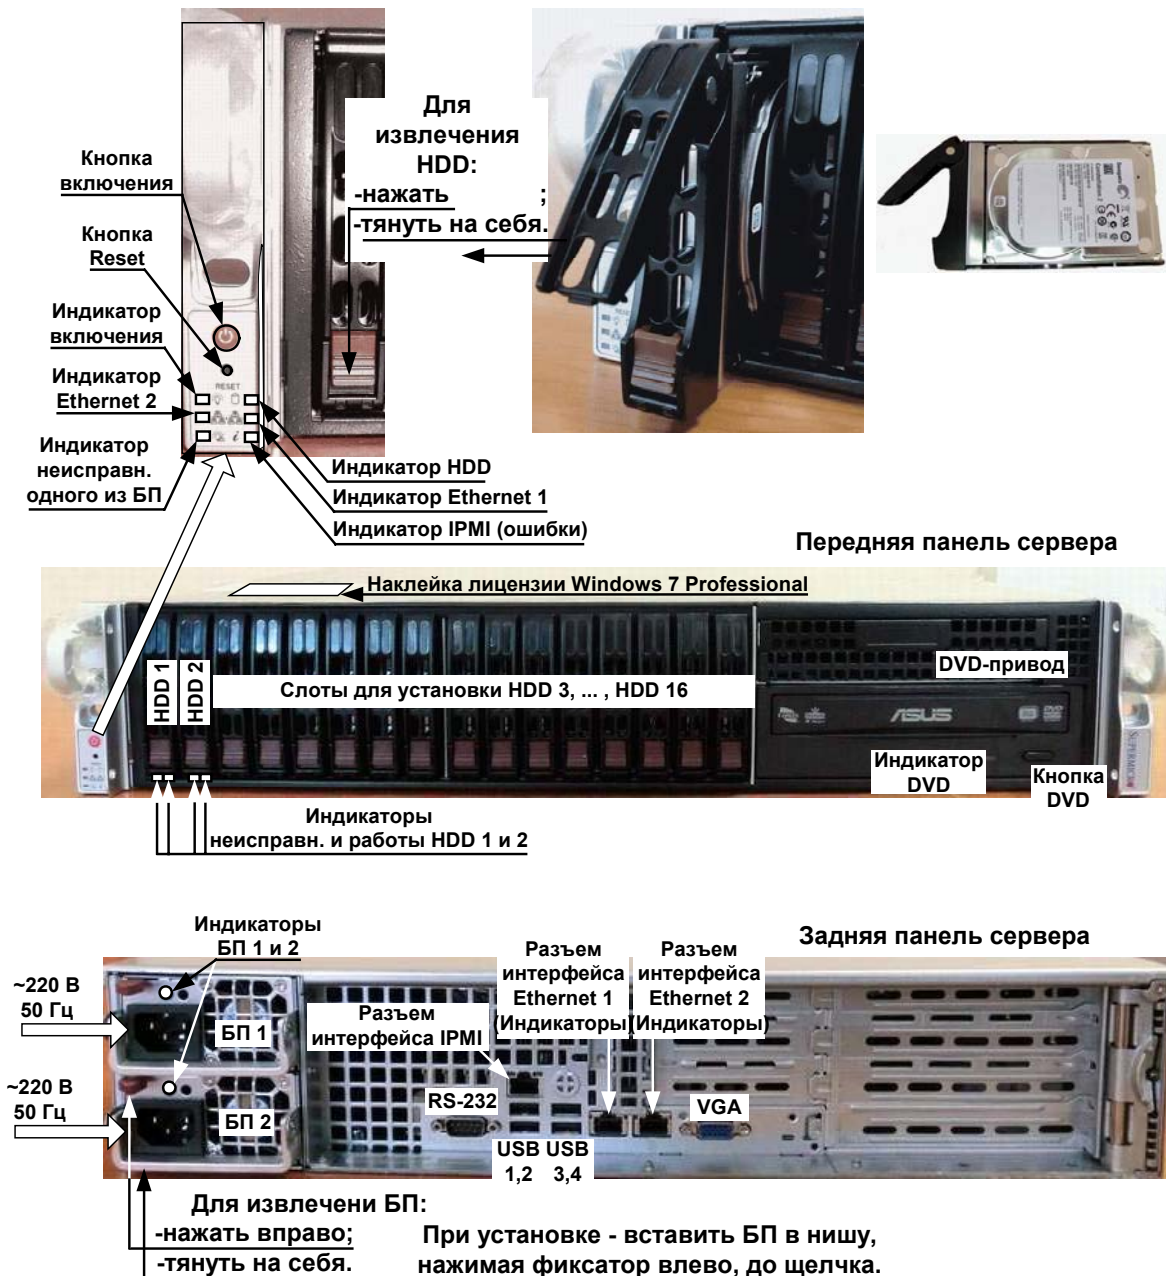 Для
извлечения
HDD:
-нажать ;
-тянуть на себя.
Кнопка
включения
Кнопка
Reset
Индикатор
включения
Индикатор
Ethernet 2
Индикатор
неисправн.
одного из БП
RESET
Индикатор HDD
Индикатор Ethernet 1
Индикатор IPMI (ошибки)
Передняя панель сервера
Наклейка лицензии Windows 7 Professional
HDD 1
HDD 2
Слоты для установки HDD 3, ... , HDD 16
DVD-привод
ASUS
Индикатор
DVD
Кнопка
DVD
SUPERMICRO
Индикаторы
неисправн. и работы HDD 1 и 2
Задняя панель сервера
Индикаторы
БП 1 и 2
~220 В
50 Гц
~220 В
50 Гц
БП 1
БП 2
Разъем
интерфейса IPMI
Разъем
интерфейса
Ethernet 1
(Индикаторы)
Разъем
интерфейса
Ethernet 2
(Индикаторы)
RS-232
VGA
USB
1,2
USB
3,4
Для извлечени БП:
-нажать вправо;
-тянуть на себя.
При установке - вставить БП в нишу,
нажимая фиксатор влево, до щелчка.